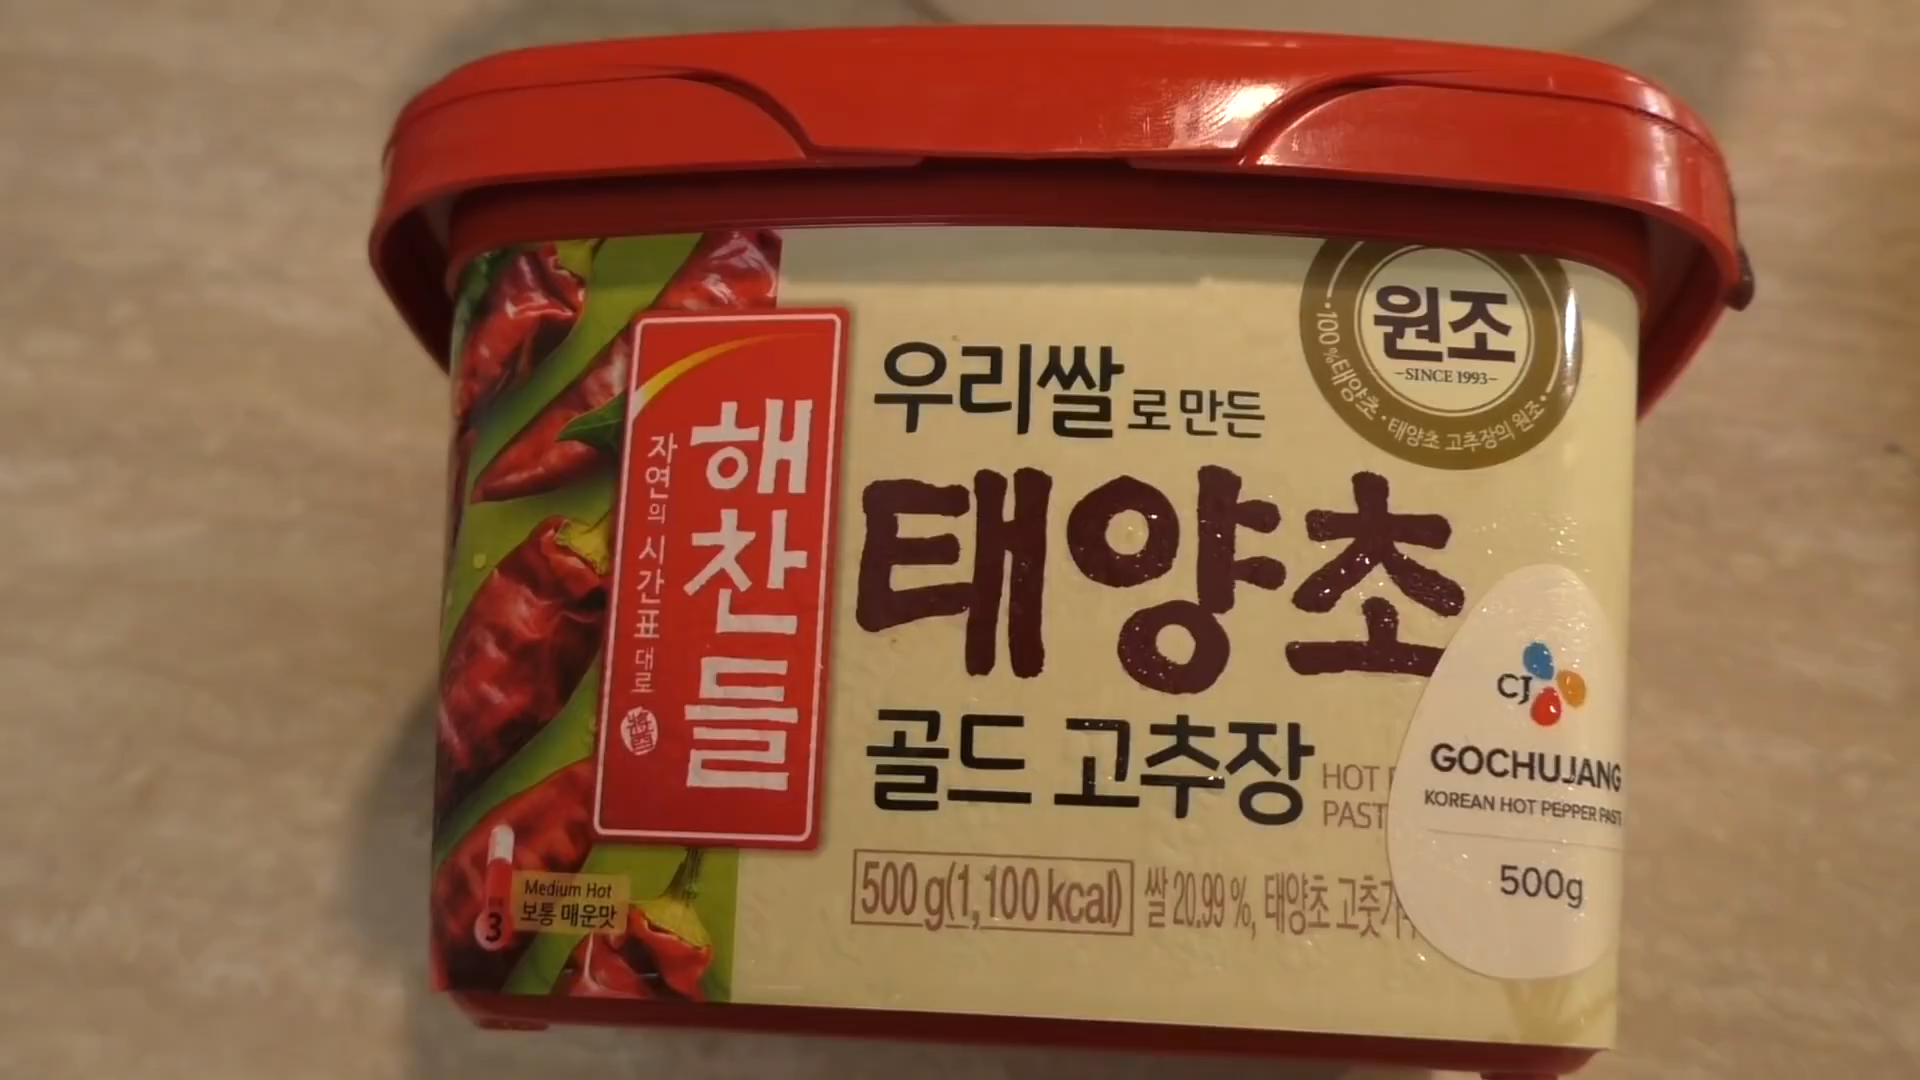 원조
-SINCE 1993-
·100%태양초·태양초 고추장의 원조·
해찬들
자연의 시간표대로
우리쌀로 만든
태양초
골드 고추장
HOT
PAST
500 g(1,100 kcal)
쌀 20.99 %, 태양초 고춧가
3
Medium Hot
보통 매운맛
CJ
GOCHUJANG
KOREAN HOT PEPPER PAST
500g